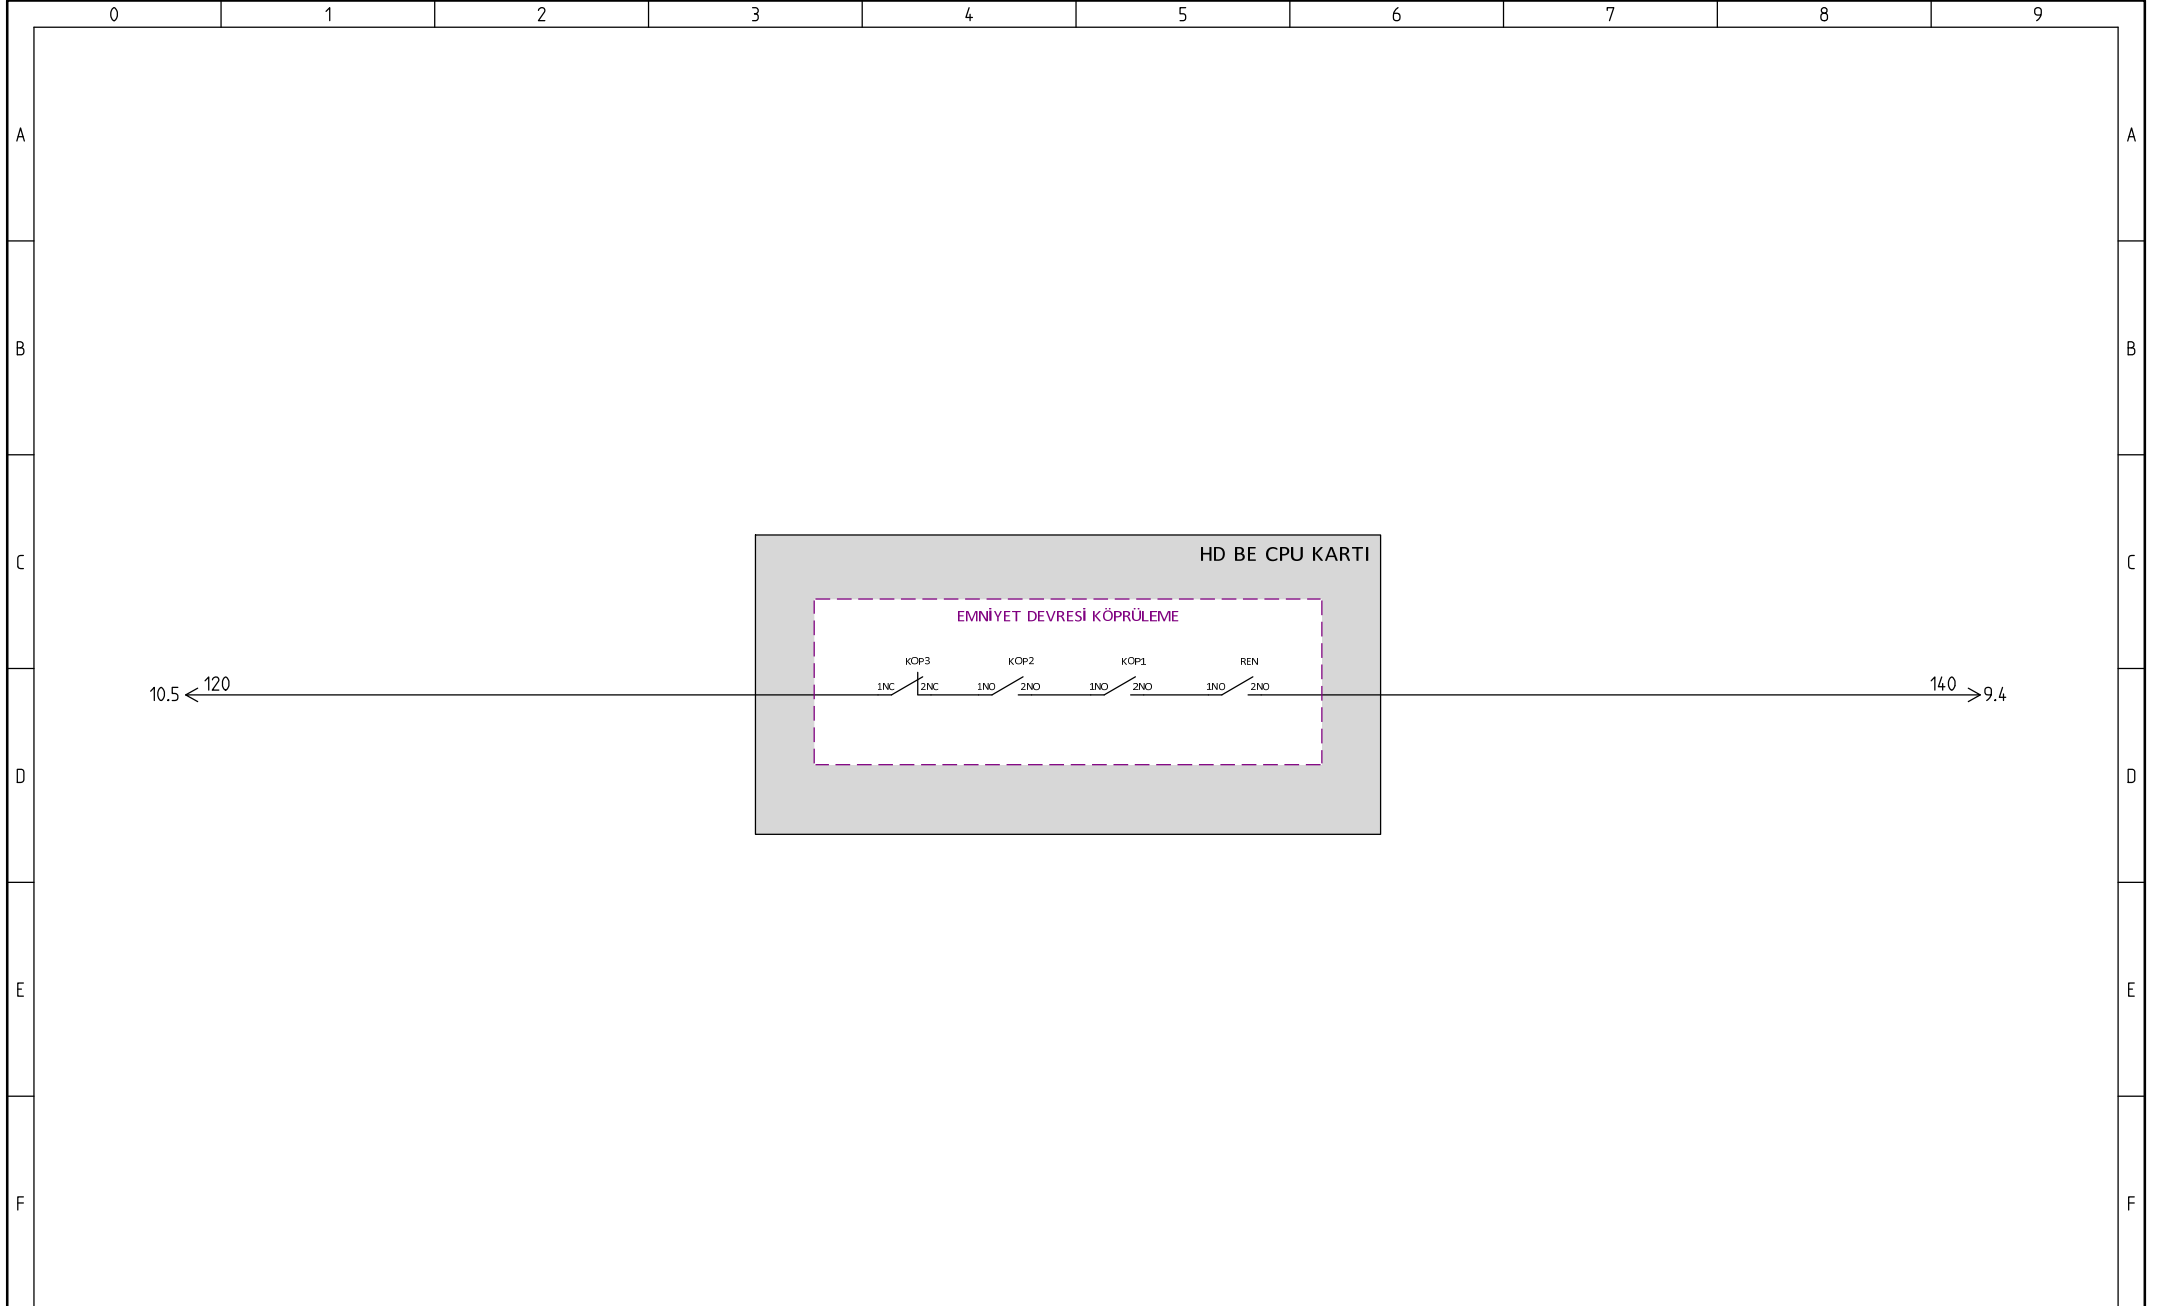 0 1 2 3 4 5 6 7 8 9
A A
B B
C C
HD BE CPU KARTI
EMNİYET DEVRESİ KÖPRÜLEME
KOP3 KOP2 KOP1 REN
1NC 2NC 1NO 2NO 1NO 2NO 1NO 2NO
120 140
10.5 9.4
D D
E E
F F